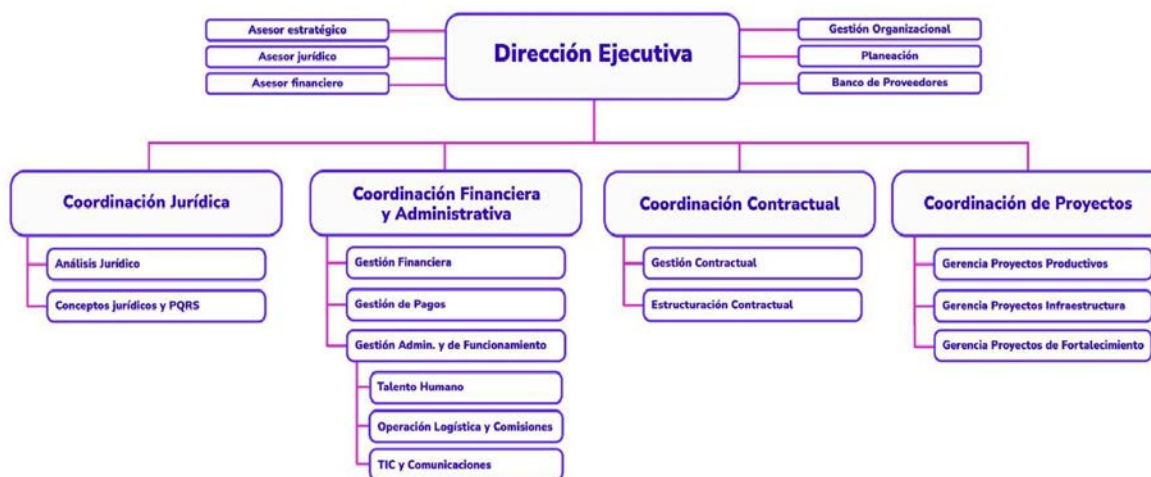 Asesor estratégico
Asesor jurídico
Asesor financiero
Dirección Ejecutiva
Gestión Organizacional
Planeación
Banco de Proveedores
Coordinación Jurídica
Análisis Jurídico
Conceptos jurídicos y PQRS
Coordinación Financiera
y Administrativa
Gestión Financiera
Gestión de Pagos
Gestión Admin. y de Funcionamiento
Talento Humano
Operación Logística y Comisiones
TIC y Comunicaciones
Coordinación Contractual
Gestión Contractual
Estructuración Contractual
Coordinación de Proyectos
Gerencia Proyectos Productivos
Gerencia Proyectos Infraestructura
Gerencia Proyectos de Fortalecimiento